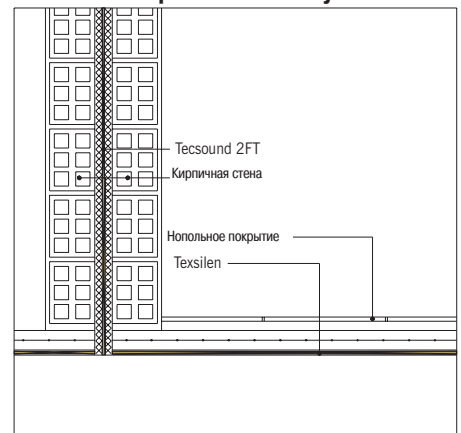 Tecsound 2FT
Кирпичная стена
Нопольное покрытие
Texsilen